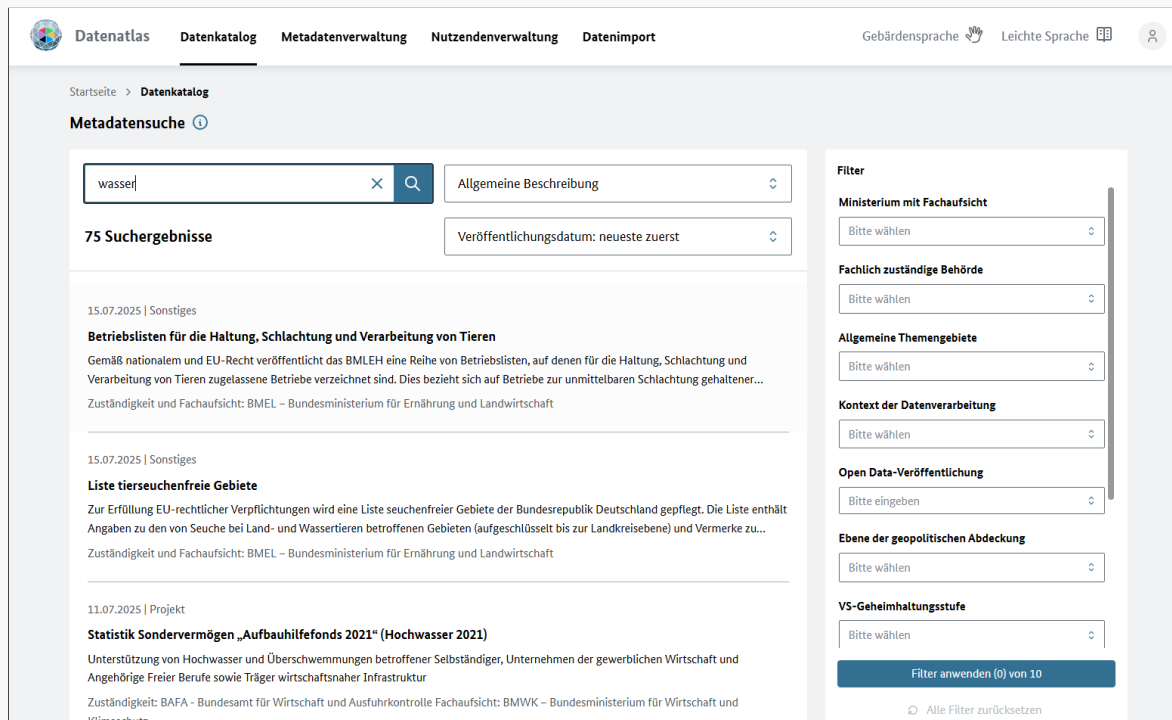 Datenatlas
Datenkatalog
Metadatenverwaltung
Nutzendenverwaltung
Datenimport
Gebärdensprache
Leichte Sprache
Startseite > Datenkatalog
Metadatensuche
wasser
Allgemeine Beschreibung
75 Suchergebnisse
Veröffentlichungsdatum: neueste zuerst
15.07.2025 | Sonstiges
Betriebslisten für die Haltung, Schlachtung und Verarbeitung von Tieren
Gemäß nationalem und EU-Recht veröffentlicht das BMLEH eine Reihe von Betriebslisten, auf denen für die Haltung, Schlachtung und
Verarbeitung von Tieren zugelassene Betriebe verzeichnet sind. Dies bezieht sich auf Betriebe zur unmittelbaren Schlachtung gehaltener...
Zuständigkeit und Fachaufsicht: BMEL – Bundesministerium für Ernährung und Landwirtschaft
15.07.2025 | Sonstiges
Liste tierseuchenfreie Gebiete
Zur Erfüllung EU-rechtlicher Verpflichtungen wird eine Liste seuchenfreier Gebiete der Bundesrepublik Deutschland gepflegt. Die Liste enthält
Angaben zu den von Seuche bei Land- und Wassertieren betroffenen Gebieten (aufgeschlüsselt bis zur Landkreisebene) und Vermerke zu...
Zuständigkeit und Fachaufsicht: BMEL – Bundesministerium für Ernährung und Landwirtschaft
11.07.2025 | Projekt
Statistik Sondervermögen „Aufbauhilfefonds 2021“ (Hochwasser 2021)
Unterstützung von Hochwasser und Überschwemmungen betroffener Selbständiger, Unternehmen der gewerblichen Wirtschaft und
Angehörige Freier Berufe sowie Träger wirtschaftsnaher Infrastruktur
Zuständigkeit: BAFA - Bundesamt für Wirtschaft und Ausfuhrkontrolle Fachaufsicht: BMWK – Bundesministerium für Wirtschaft und
Klimaschutz
Filter
Ministerium mit Fachaufsicht
Bitte wählen
Fachlich zuständige Behörde
Bitte wählen
Allgemeine Themengebiete
Bitte wählen
Kontext der Datenverarbeitung
Bitte wählen
Open Data-Veröffentlichung
Bitte eingeben
Ebene der geopolitischen Abdeckung
Bitte wählen
VS-Geheimhaltungsstufe
Bitte wählen
Filter anwenden (0) von 10
Alle Filter zurücksetzen